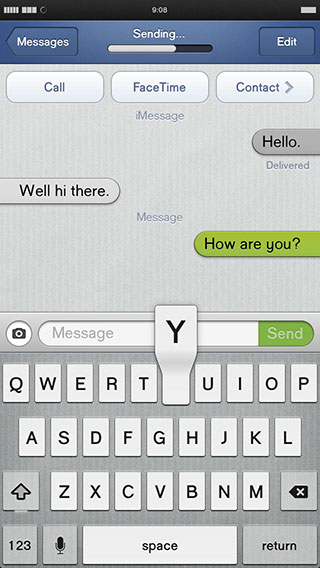 9:08
Messages
Sending...
Edit
Call
FaceTime
Contact
iMessage
Hello.
Delivered
Well hi there.
Message
How are you?
Message
Send
Y
Q W E R T U I O P
A S D F G H J K L
Z X C V B N M
123 space return